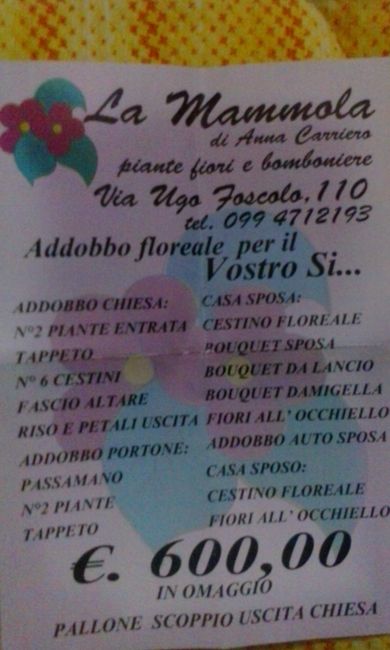 La Mammola
di Anna Carriero
piante fiori e bomboniere
Via Ugo Foscolo, 110
tel. 099 4712193
Addobbo floreale per il
Vostro Si...
ADDOBBO CHIESA:
N°2 PIANTE ENTRATA
TAPPETO
N° 6 CESTINI
FASCIO ALTARE
RISO E PETALI USCITA
ADDOBBO PORTONE:
PASSAMANO
N°2 PIANTE
TAPPETO
CASA SPOSA:
CESTINO FLOREALE
BOUQUET SPOSA
BOUQUET DA LANCIO
BOUQUET DAMIGELLA
FIORI ALL' OCCHIELLO
ADDOBBO AUTO SPOSA
CASA SPOSO:
CESTINO FLOREALE
FIORI ALL' OCCHIELLO
€. 600,00
IN OMAGGIO
PALLONE SCOPPIO USCITA CHIESA